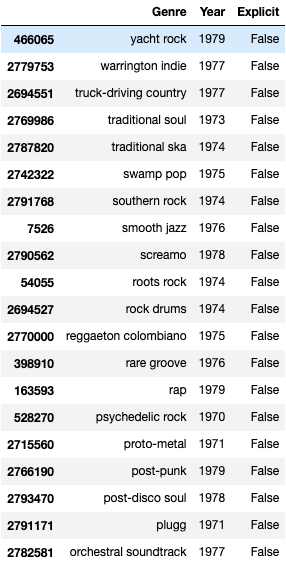 Genre Year Explicit
466065 yacht rock 1979 False
2779753 warrington indie 1977 False
2694551 truck-driving country 1977 False
2769986 traditional soul 1973 False
2787820 traditional ska 1974 False
2742322 swamp pop 1975 False
2791768 southern rock 1974 False
7526 smooth jazz 1976 False
2790562 screamo 1978 False
54055 roots rock 1974 False
2694527 rock drums 1974 False
2770000 reggaeton colombiano 1975 False
398910 rare groove 1976 False
163593 rap 1979 False
528270 psychedelic rock 1970 False
2715560 proto-metal 1971 False
2766190 post-punk 1979 False
2793470 post-disco soul 1978 False
2791171 plugg 1971 False
2782581 orchestral soundtrack 1977 False